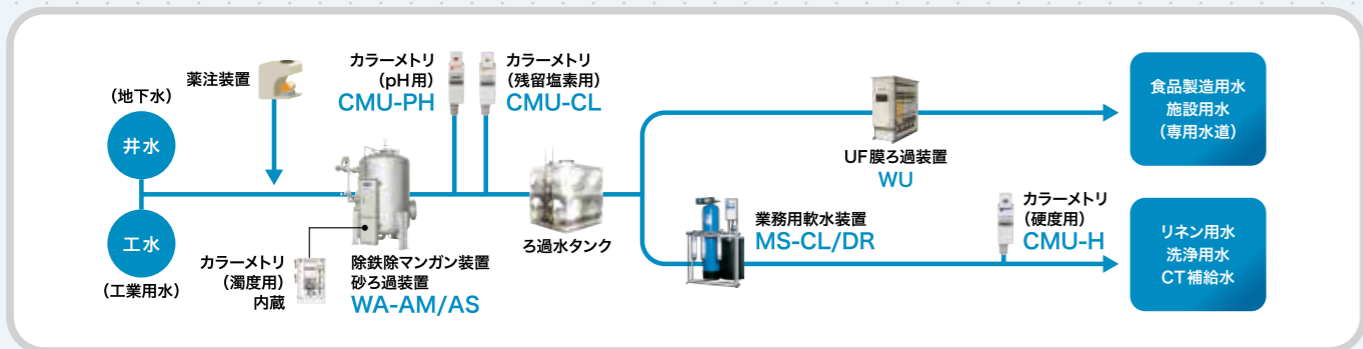 (地下水)
井水
工水
(工業用水)
薬注装置
カラーメトリ
(濁度用)
内蔵
除鉄除マンガン装置
砂ろ過装置
WA-AM/AS
カラーメトリ
(pH用)
CMU-PH
カラーメトリ
(残留塩素用)
CMU-CL
ろ過水タンク
UF膜ろ過装置
WU
食品製造用水
施設用水
(専用水道)
業務用軟水装置
MS-CL/DR
カラーメトリ
(硬度用)
CMU-H
リネン用水
洗浄用水
CT補給水